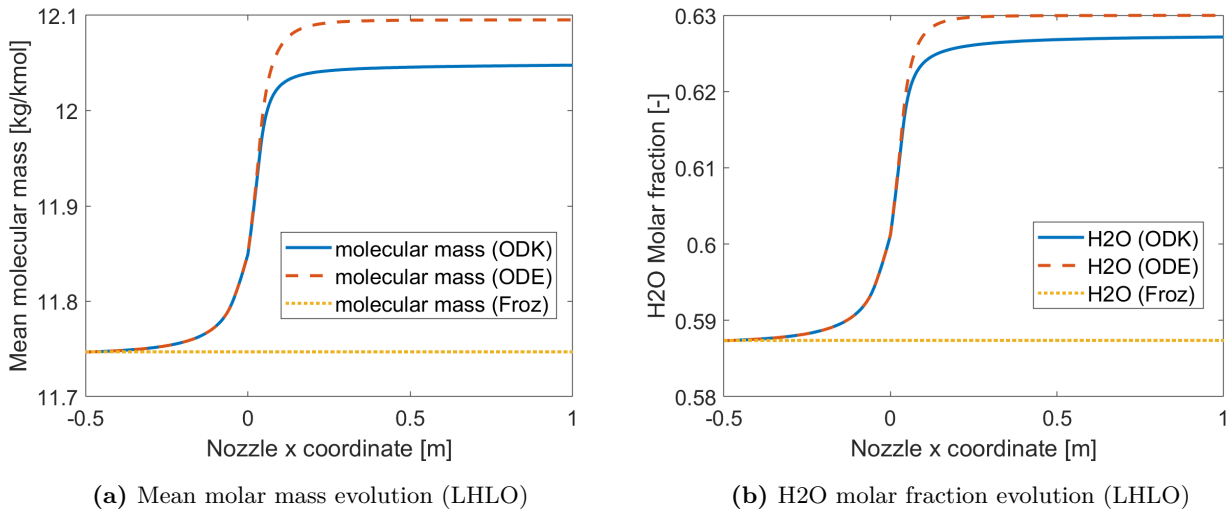 12.1
12
11.9
11.8
11.7
Mean molecular mass [kg/kmol]
molecular mass (ODK)
molecular mass (ODE)
molecular mass (Froz)
-0.5
0
0.5
1
Nozzle x coordinate [m]
(a) Mean molar mass evolution (LHLO)
0.63
0.62
0.61
0.6
0.59
0.58
H2O Molar fraction [-]
H2O (ODK)
H2O (ODE)
H2O (Froz)
-0.5
0
0.5
1
Nozzle x coordinate [m]
(b) H2O molar fraction evolution (LHLO)